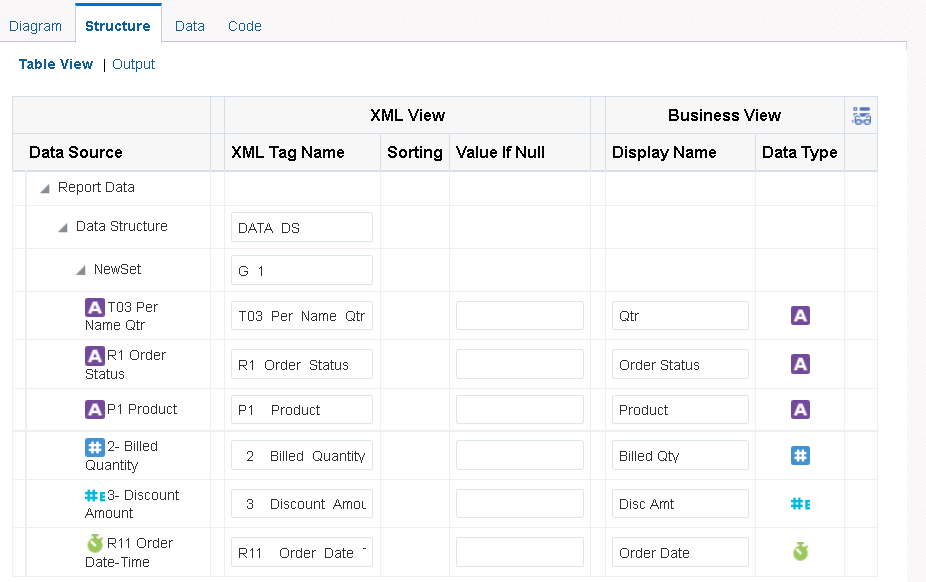 Diagram Structure Data Code
Table View | Output
XML View Business View
Data Source XML Tag Name Sorting Value If Null Display Name Data Type
Report Data
Data Structure DATA DS
NewSet G 1
A T03 Per
Name Qtr T03 Per Name Qtr Qtr A
A R1 Order
Status R1 Order Status Order Status A
A P1 Product P1 Product Product A
# 2- Billed
Quantity 2 Billed Quantity Billed Qty #
#E 3- Discount
Amount 3 Discount Amou Disc Amt #E
R11 Order
Date-Time R11 Order Date Order Date